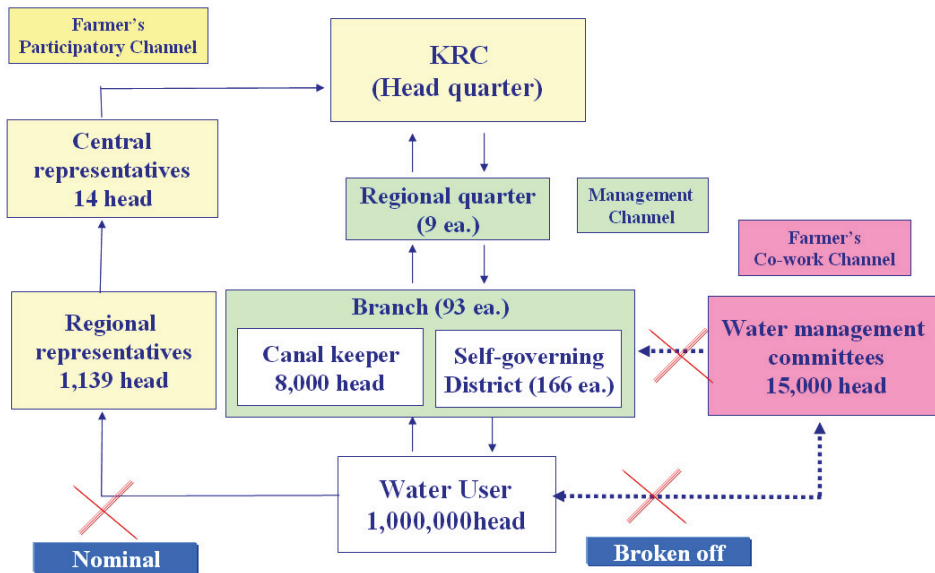 Farmer's
Participatory Channel
KRC
(Head quarter)
Central
representatives
14 head
Regional quarter
(9 ea.)
Management
Channel
Farmer's
Co-work Channel
Regional
representatives
1,139 head
Branch (93 ea.)
Canal keeper
8,000 head
Self-governing
District (166 ea.)
Water management
committees
15,000 head
Water User
1,000,000head
Nominal
Broken off